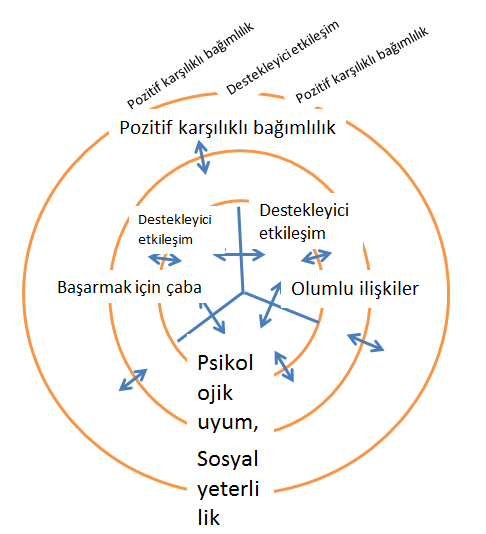 Pozitif karşılıklı bağımlılık
Destekleyici etkileşim
Pozitif karşılıklı bağımlılık
Pozitif karşılıklı bağımlılık
Destekleyici
etkileşim
Destekleyici
etkileşim
Başarmak için çaba
Olumlu ilişkiler
Psikol
ojik
uyum,
Sosyal
yeterli
lik